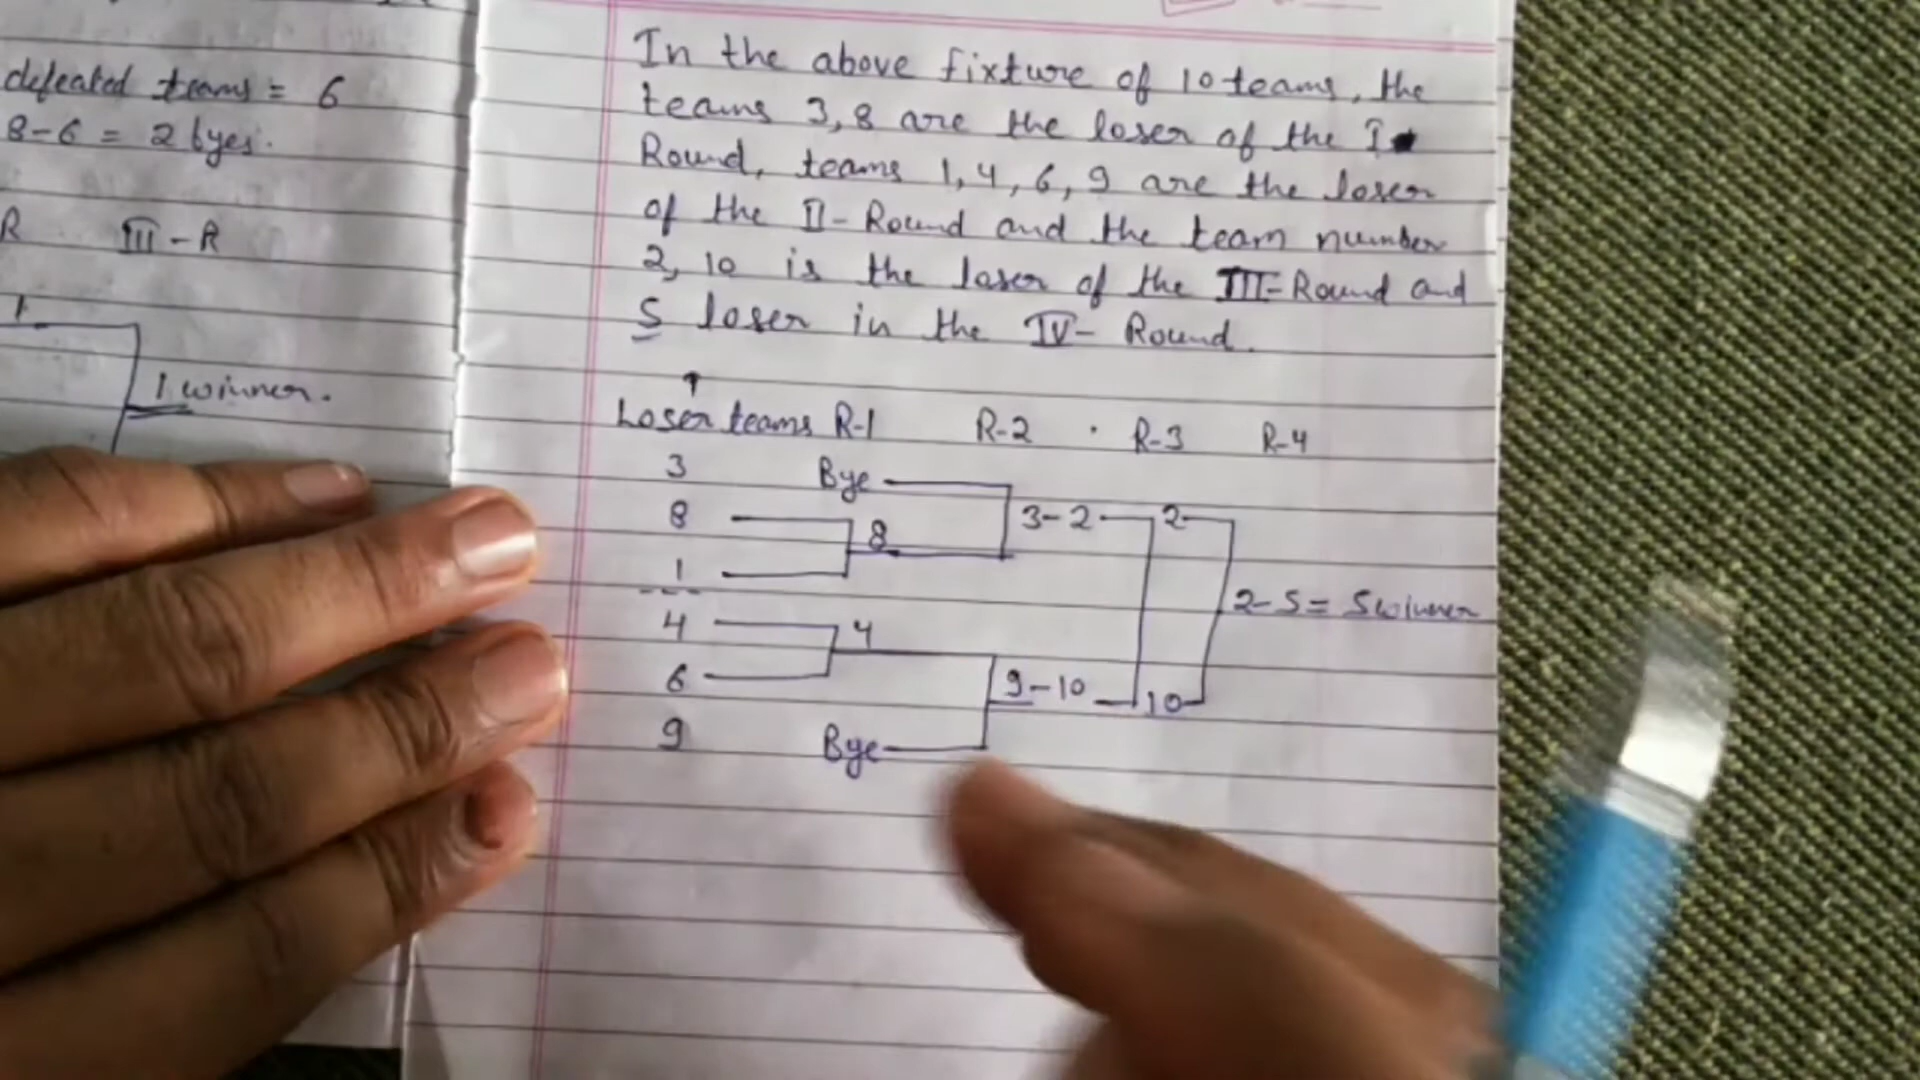 defeated teams = 6
8-6 = 2 byes.
R III-R
1
1 winner.
In the above fixture of 10 teams, the
teams 3, 8 are the loser of the I
Round, teams 1, 4, 6, 9 are the loser
of the II-Round and the team number
2, 10 is the loser of the III-Round and
5 loser in the IV- Round.
Loser teams R-1 R-2 R-3 R-4
3 Bye
8 3-2 2
8
1
2-5= 5 winner
4 4
6 9-10 10
9 Bye